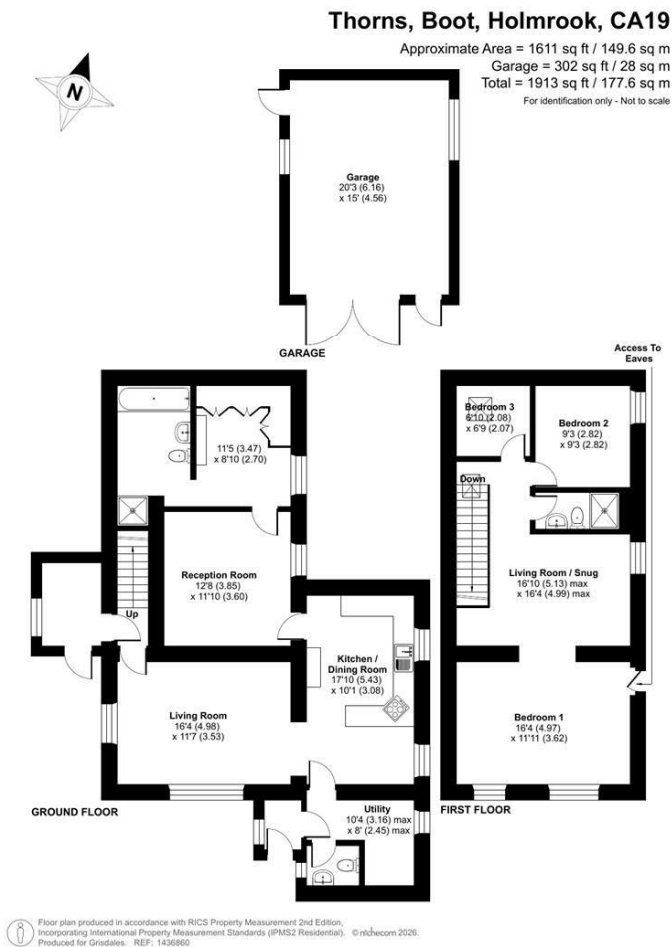 Thorns, Boot, Holmrook, CA19
Approximate Area = 1611 sq ft / 149.6 sq m
Garage = 302 sq ft / 28 sq m
Total = 1913 sq ft / 177.6 sq m
For identification only - Not to scale
N
Garage
20'3 (6.16)
x 15' (4.56)
GARAGE
Access To
Eaves
11'5 (3.47)
x 8'10 (2.70)
Reception Room
12'8 (3.85)
x 11'10 (3.60)
Up
Kitchen /
Dining Room
17'10 (5.43)
x 10'1 (3.08)
Living Room
16'4 (4.98)
x 11'7 (3.53)
Utility
10'4 (3.16) max
x 8' (2.45) max
GROUND FLOOR
Bedroom 3
6'10 (2.08)
x 6'9 (2.07)
Bedroom 2
9'3 (2.82)
x 9'3 (2.82)
Down
Living Room / Snug
16'10 (5.13) max
x 16'4 (4.99) max
Bedroom 1
16'4 (4.97)
x 11'11 (3.62)
FIRST FLOOR
Floor plan produced in accordance with RICS Property Measurement 2nd Edition,
Incorporating International Property Measurement Standards (IPMS2 Residential). © nichecom 2026.
Produced for Grisdales. REF: 1436860